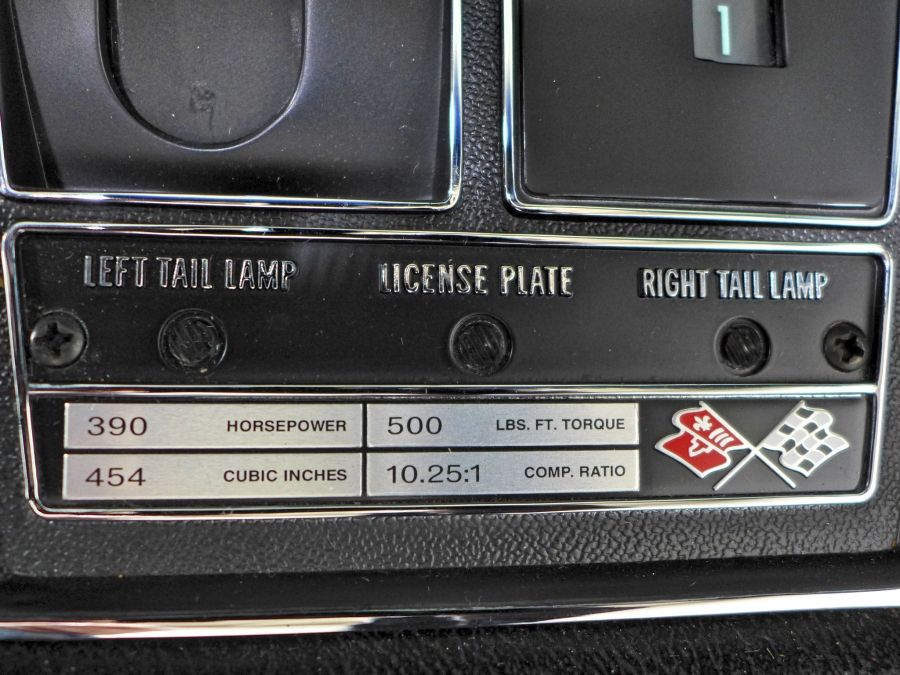 1
LEFT TAIL LAMP LICENSE PLATE RIGHT TAIL LAMP
390 HORSEPOWER 500 LBS. FT. TORQUE
454 CUBIC INCHES 10.25:1 COMP. RATIO